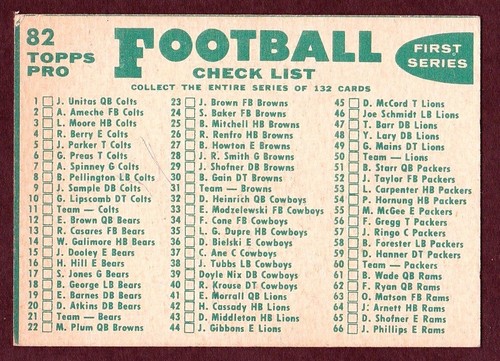 82
TOPPS
PRO
FOOTBALL
CHECK LIST
FIRST
SERIES
COLLECT THE ENTIRE SERIES OF 132 CARDS
1 J. Unitas QB Colts
2 A. Ameche FB Colts
3 L. Moore HB Colts
4 R. Berry E Colts
5 J. Parker T Colts
6 G. Preas T Colts
7 A. Spinney G Colts
8 B. Pellington LB Colts
9 J. Sample DB Colts
10 G. Lipscomb DT Colts
11 Team — Colts
12 E. Brown QB Bears
13 R. Casares FB Bears
14 W. Galimore HB Bears
15 J. Dooley E Bears
16 H. Hill E Bears
17 S. Jones G Bears
18 B. George LB Bears
19 E. Barnes DB Bears
20 D. Atkins DB Bears
21 Team — Bears
22 M. Plum QB Browns
23 J. Brown FB Browns
24 S. Baker FB Browns
25 B. Mitchell HB Browns
26 R. Renfro HB Browns
27 B. Howton E Browns
28 J. R. Smith G Browns
29 J. Shofner DB Browns
30 B. Gain DT Browns
31 Team — Browns
32 D. Heinrich QB Cowboys
33 E. Modzelewski FB Cowboys
34 F. Cone FB Cowboys
35 L. G. Dupre HB Cowboys
36 D. Bielski E Cowboys
37 C. Ane C Cowboys
38 J. Tubbs LB Cowboys
39 Doyle Nix DB Cowboys
40 R. Krouse DT Cowboys
41 E. Morrall QB Lions
42 H. Cassady HB Lions
43 D. Middleton HB Lions
44 J. Gibbons E Lions
45 D. McCord T Lions
46 Joe Schmidt LB Lions
47 T. Barr DB Lions
48 Y. Lary DB Lions
49 G. Mains DT Lions
50 Team — Lions
51 B. Starr QB Packers
52 J. Taylor FB Packers
53 L. Carpenter HB Packers
54 P. Hornung HB Packers
55 M. McGee E Packers
56 F. Gregg T Packers
57 J. Ringo C Packers
58 B. Forester LB Packers
59 D. Hanner DT Packers
60 Team — Packers
61 B. Wade QB Rams
62 F. Ryan QB Rams
63 O. Matson FB Rams
64 J. Arnett HB Rams
65 D. Shofner E Rams
66 J. Phillips E Rams